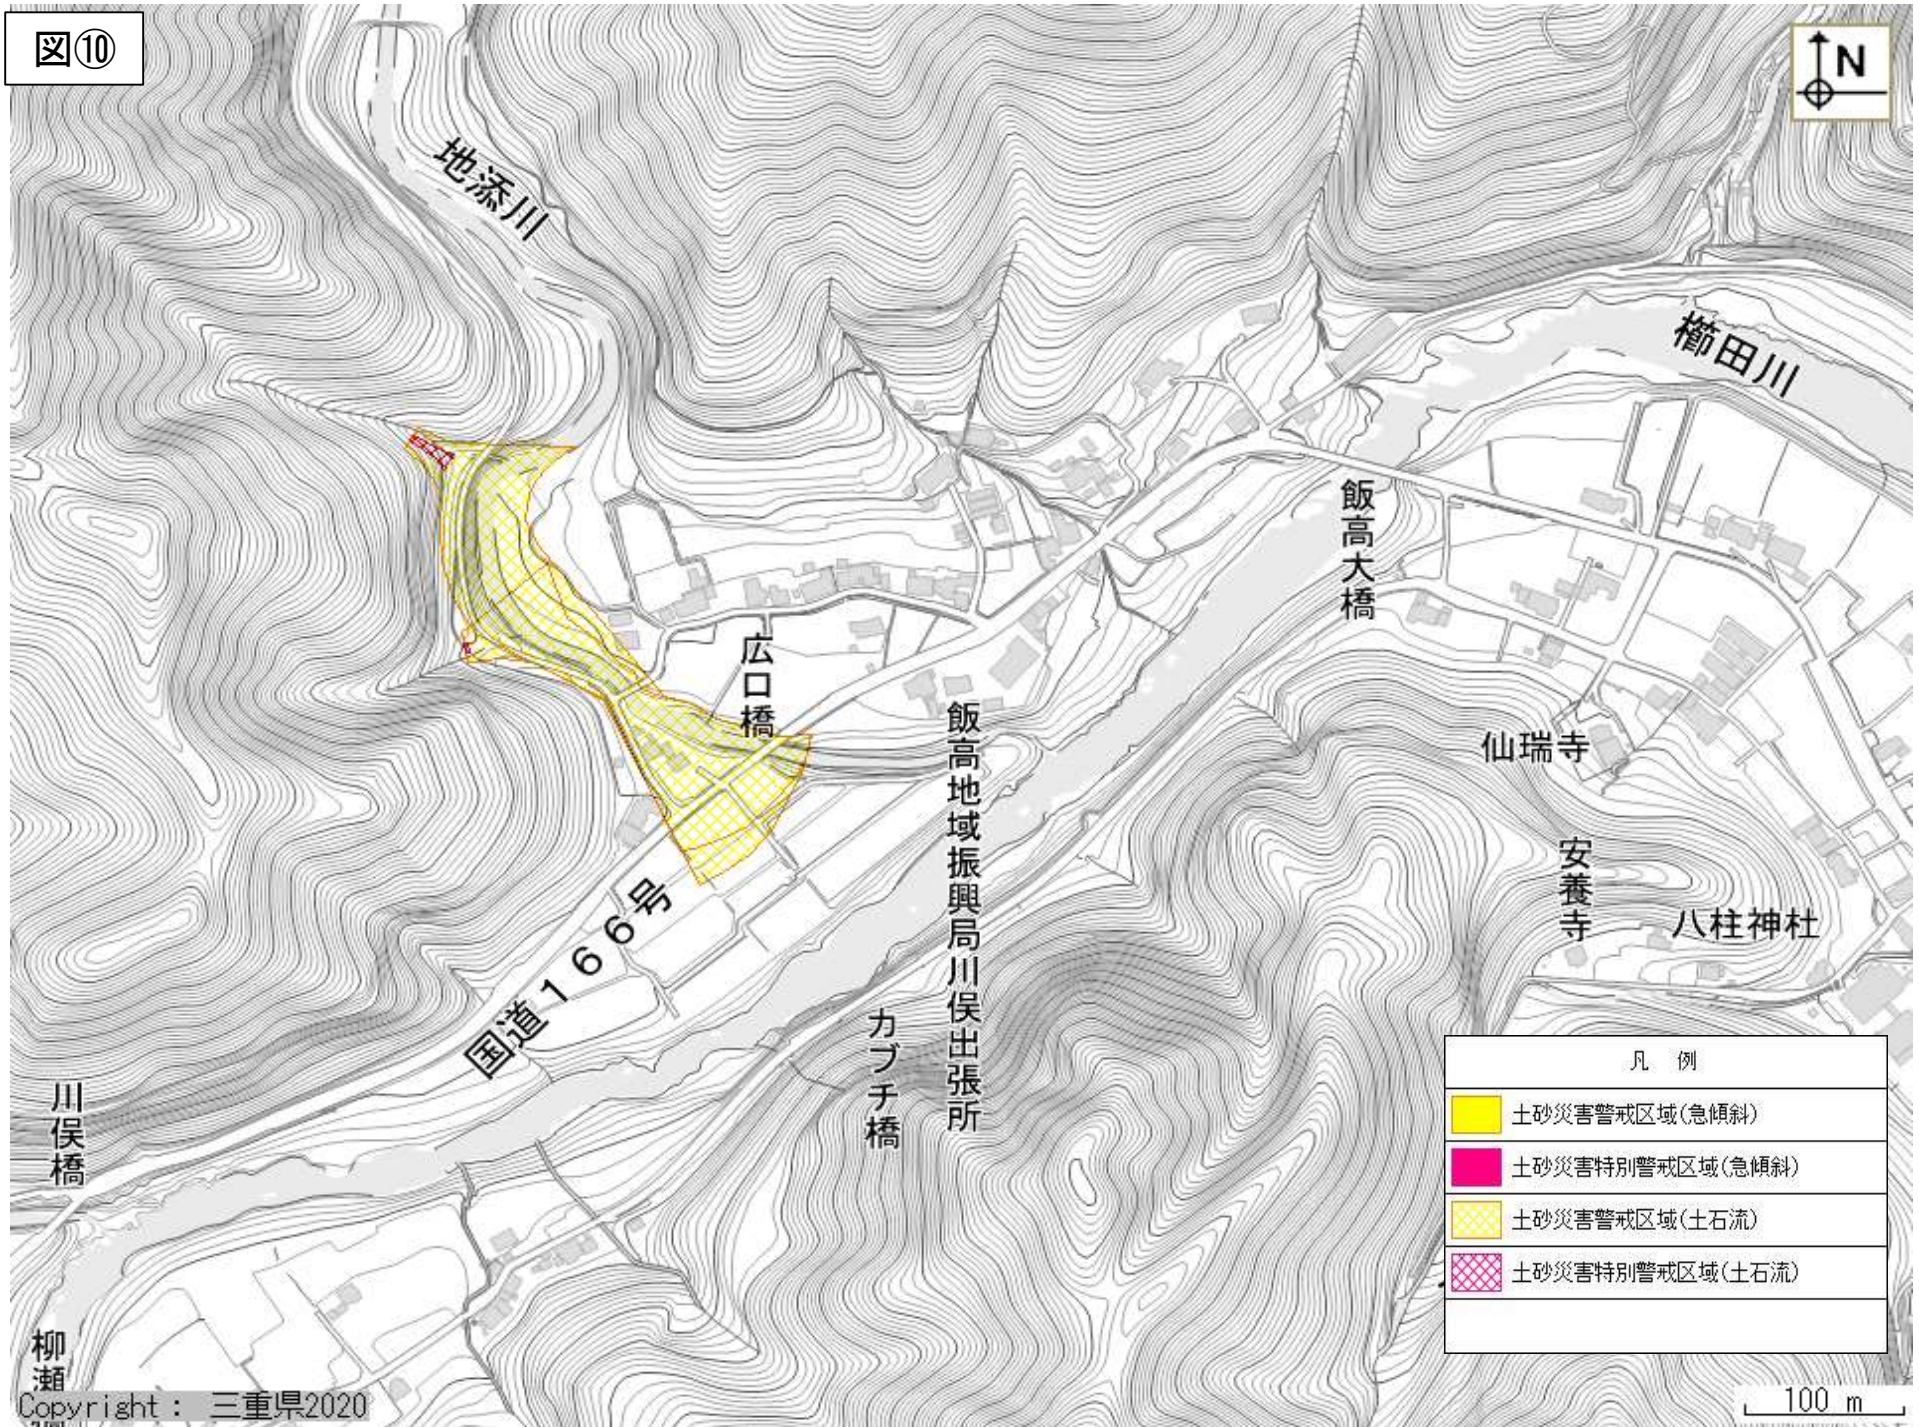 図⑩
N
地添川
櫛田川
飯高大橋
広口橋
飯高地域振興局川俣出張所
仙瑞寺
安養寺
八柱神社
国道166号
カブチ橋
川俣橋
凡 例
土砂災害警戒区域(急傾斜)
土砂災害特別警戒区域(急傾斜)
土砂災害警戒区域(土石流)
土砂災害特別警戒区域(土石流)
柳瀬
Copyright : 三重県2020
100 m